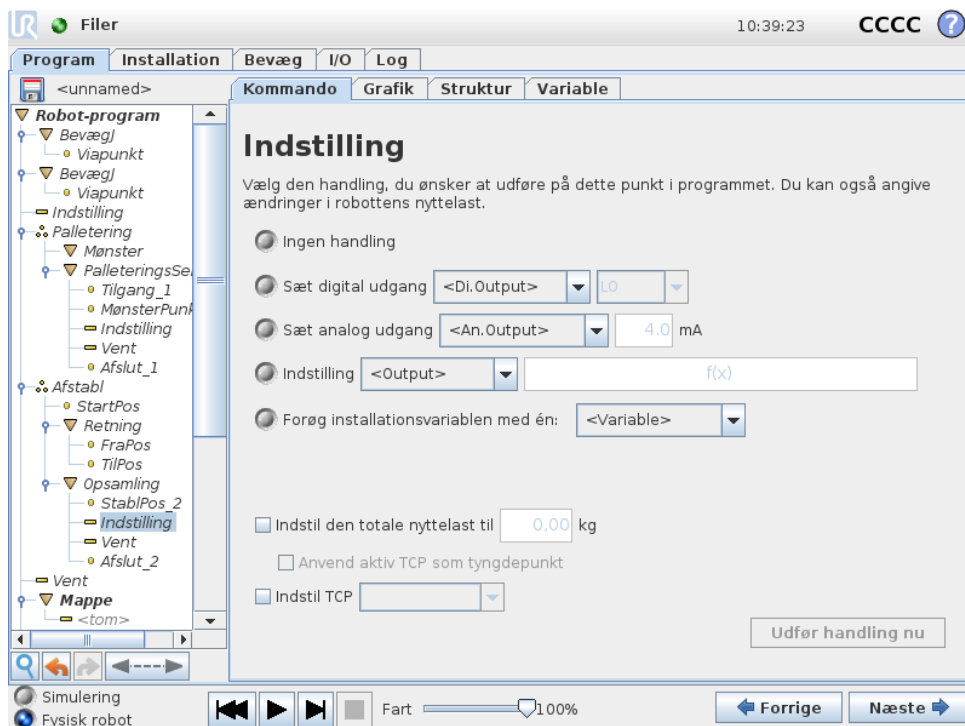 UR Filer 10:39:23 CCCC ?
Program Installation Bevæg I/O Log
<unnamed> Kommando Grafik Struktur Variable
Robot-program
BevægJ
Viapunkt
BevægJ
Viapunkt
Indstilling
Palletering
Mønster
PalleteringsSe
Tilgang_1
MønsterPunk
Indstilling
Vent
Afslut_1
Afstabl
StartPos
Retning
FraPos
TilPos
Opsamling
StablPos_2
Indstilling
Vent
Afslut_2
Vent
Mappe
<tom>
Indstilling
Vælg den handling, du ønsker at udføre på dette punkt i programmet. Du kan også angive
ændringer i robottens nyttelast.
Ingen handling
Sæt digital udgang <Di.Output> LO
Sæt analog udgang <An.Output> 4.0 mA
Indstilling <Output> f(x)
Forøg installationsvariablen med én: <Variable>
Indstil den totale nyttelast til 0,00 kg
Anvend aktiv TCP som tyngdepunkt
Indstil TCP
Udfør handling nu
Simulering
Fysisk robot
Fart 100%
Forrige Næste